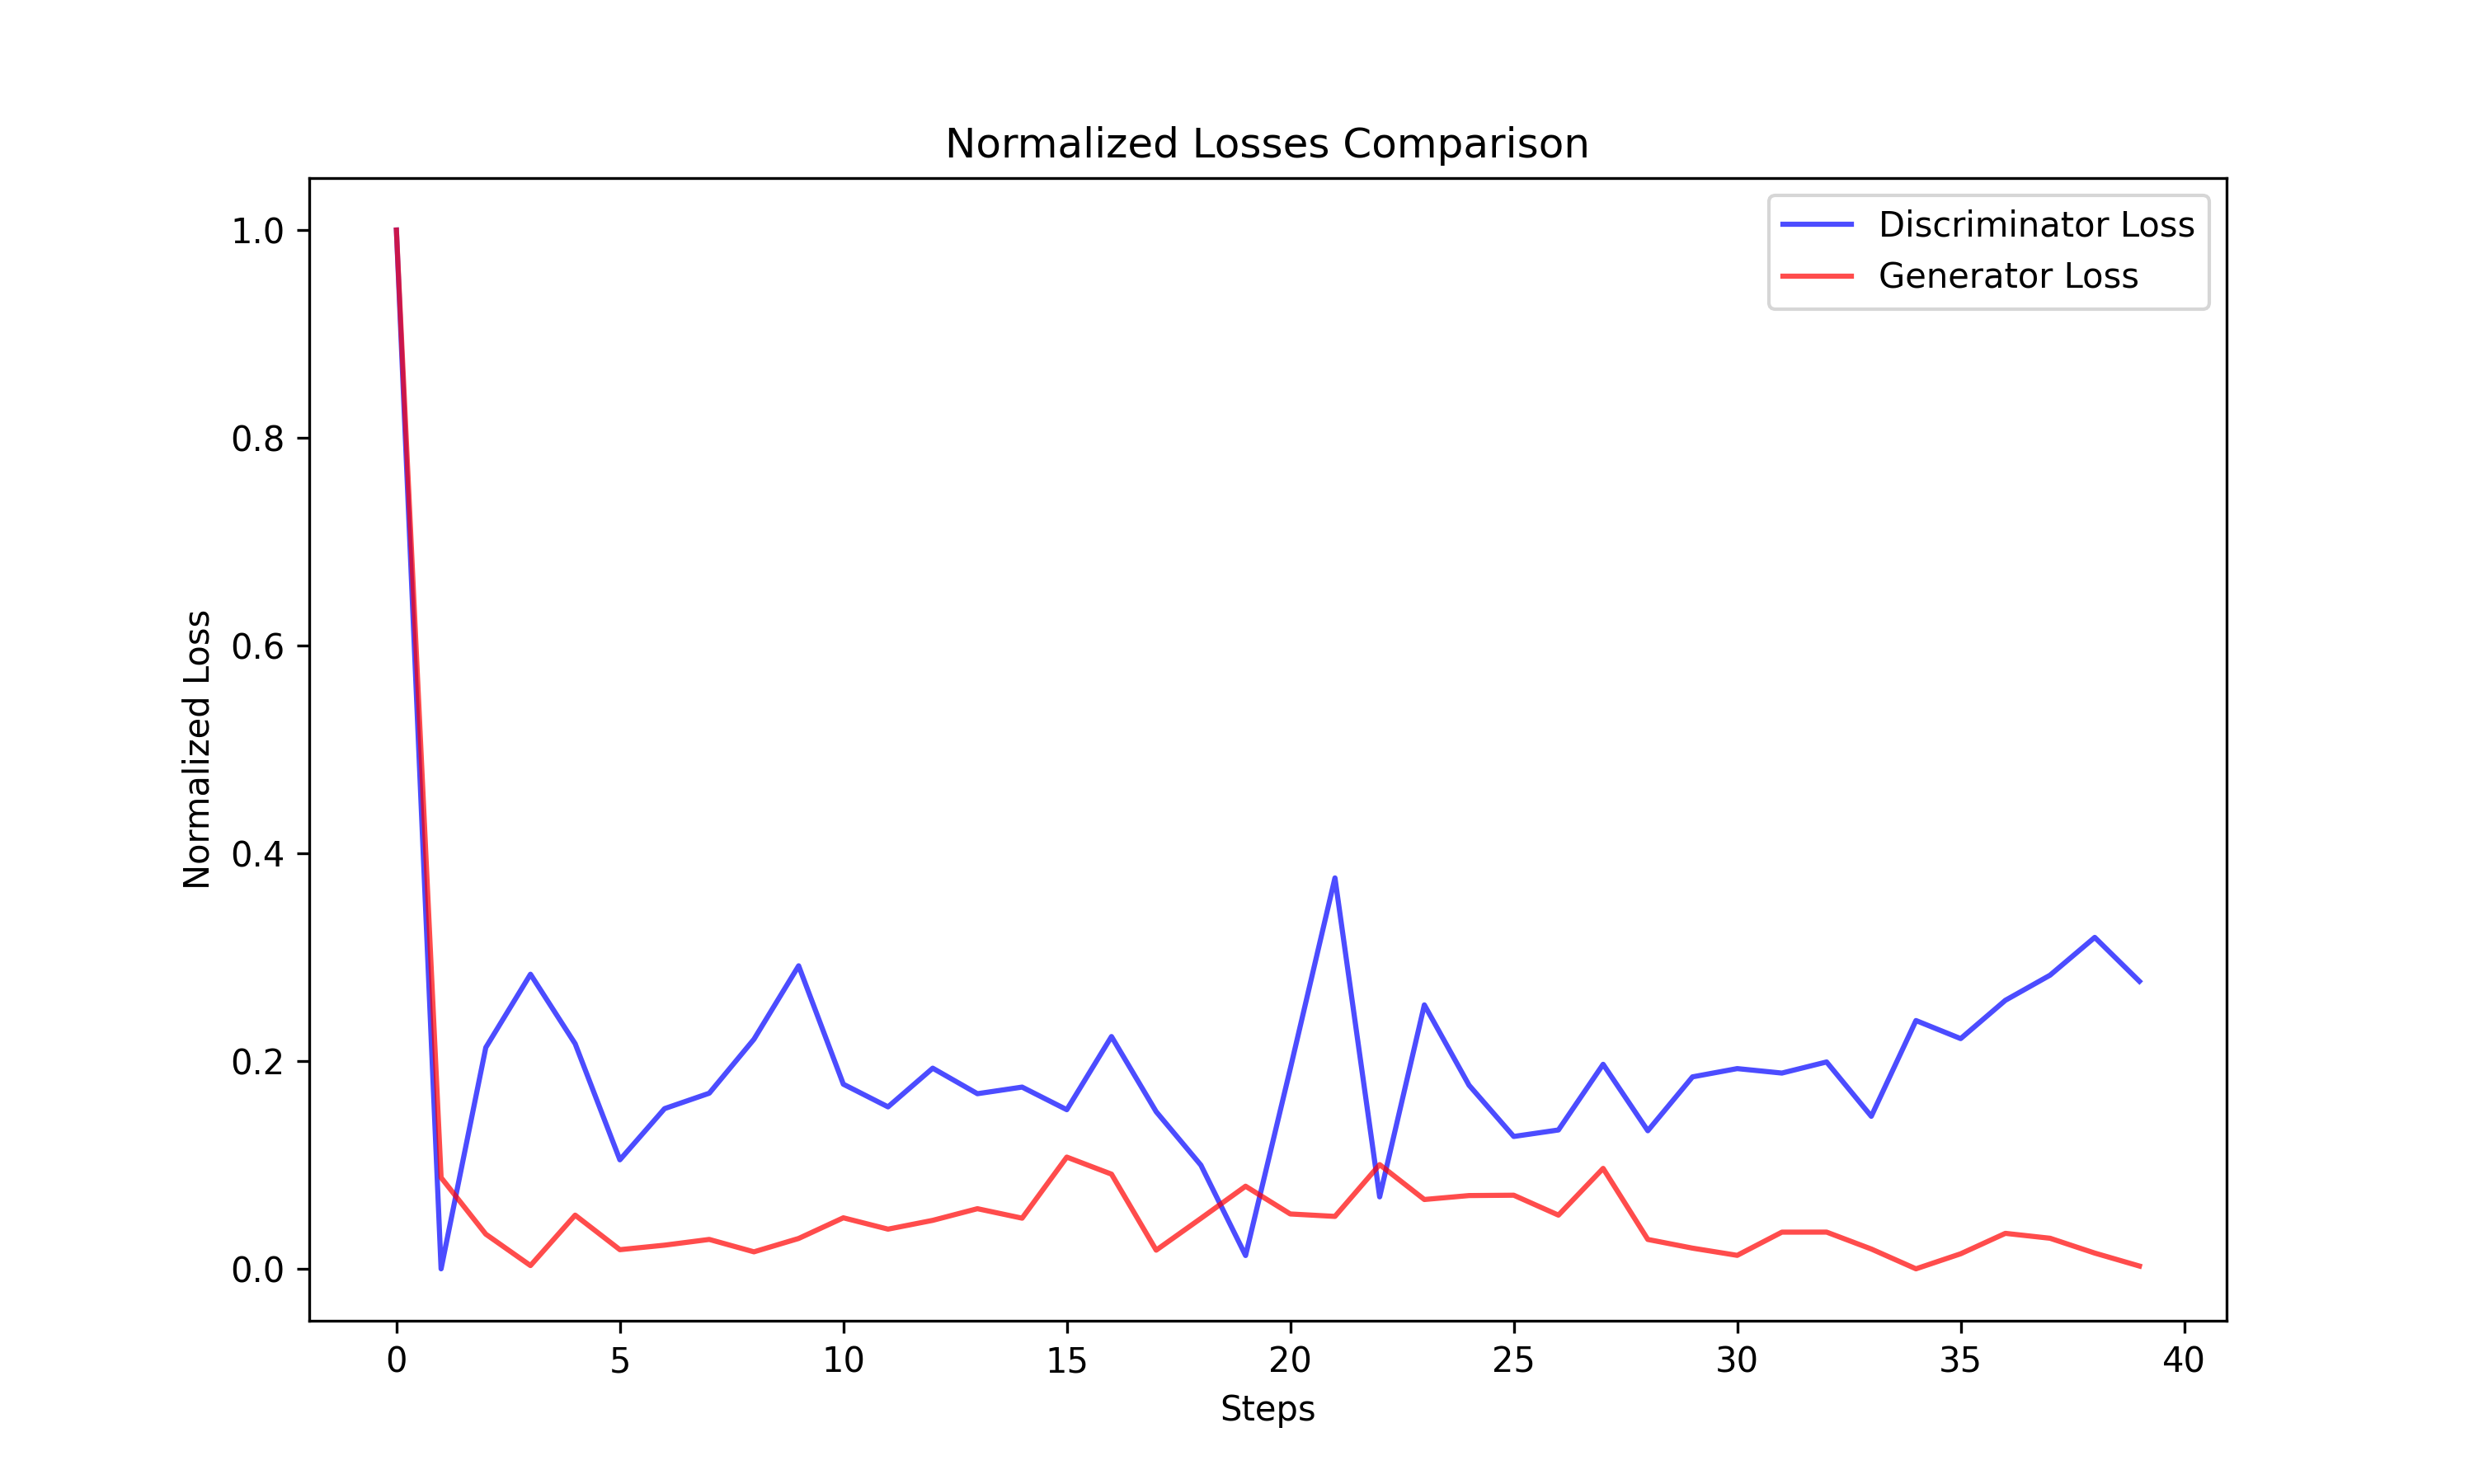 Normalized Losses Comparison
Discriminator Loss
Generator Loss
Normalized Loss
1.0
0.8
0.6
0.4
0.2
0.0
0 5 10 15 20 25 30 35 40
Steps